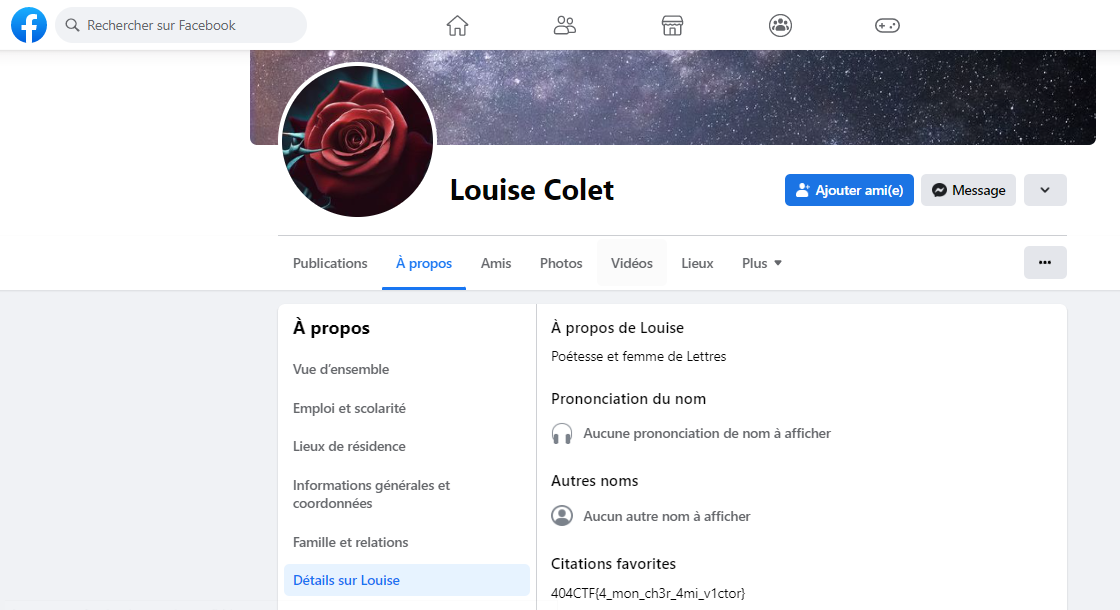 Rechercher sur Facebook
Louise Colet
Ajouter ami(e)
Message
Publications
À propos
Amis
Photos
Vidéos
Lieux
Plus
À propos
Vue d’ensemble
Emploi et scolarité
Lieux de résidence
Informations générales et
coordonnées
Famille et relations
Détails sur Louise
À propos de Louise
Poétesse et femme de Lettres
Prononciation du nom
Aucune prononciation de nom à afficher
Autres noms
Aucun autre nom à afficher
Citations favorites
404CTF{4_mon_ch3r_4mi_v1ctor}